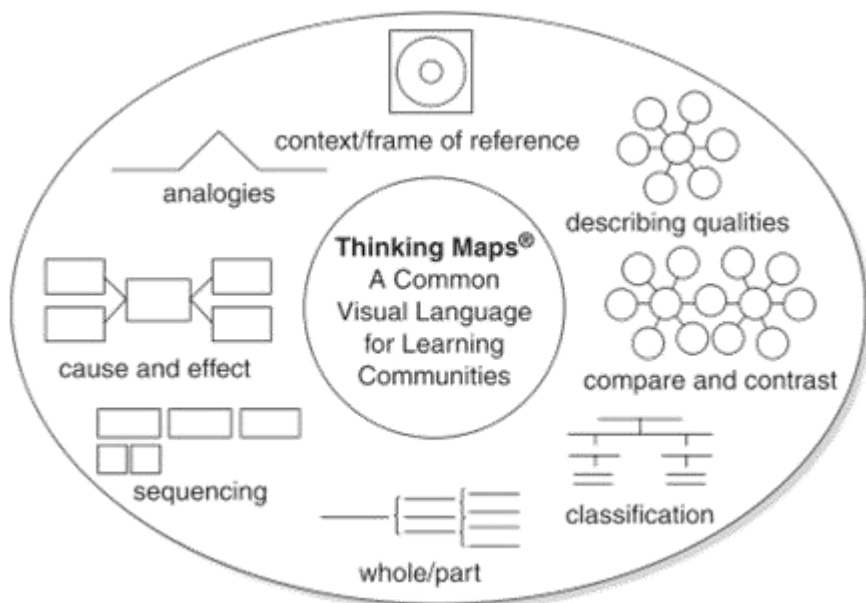 context/frame of reference
analogies
describing qualities
Thinking Maps®
A Common
Visual Language
for Learning
Communities
cause and effect
compare and contrast
sequencing
classification
whole/part